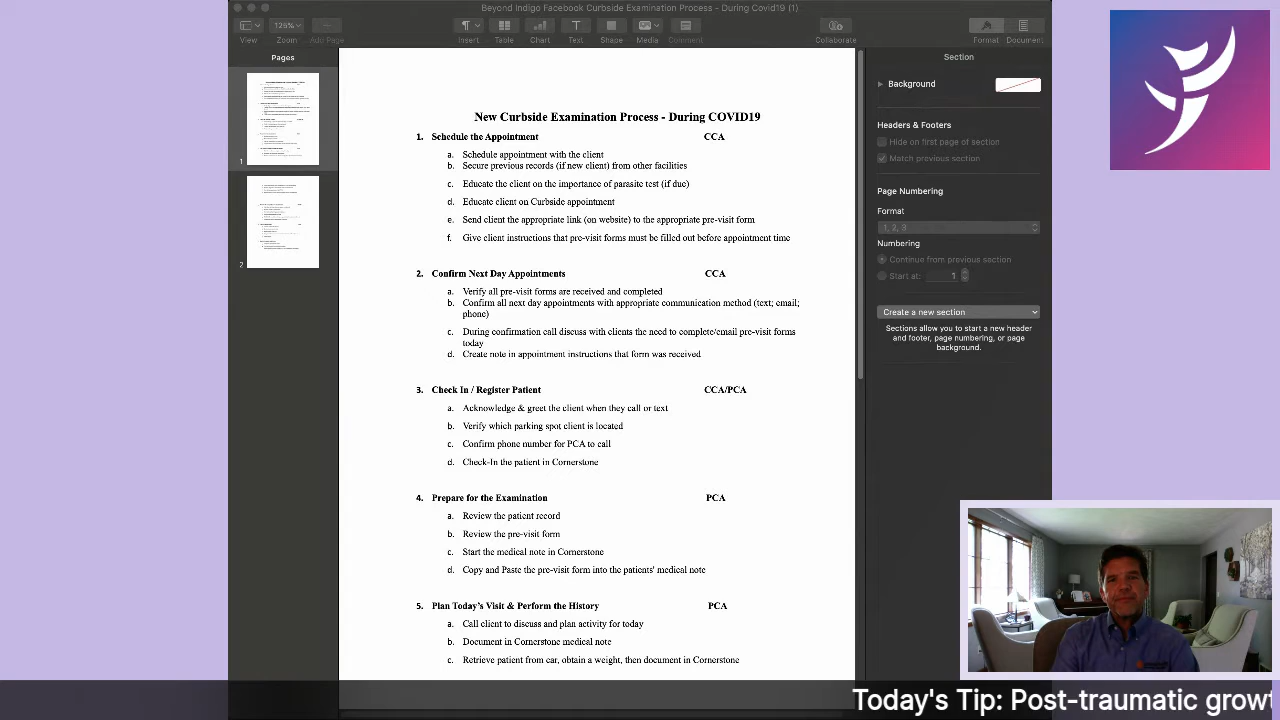 Beyond Indigo Facebook Curbside Examination Process - During Covid19 (1)
125%
View
Zoom
Add Page
Insert
Table
Chart
Text
Shape
Media
Comment
Collaborate
Format
Document
Pages
1
2
New Curbside Examination Process - During COVID19
1. Schedule the Appointment CCA
a. Schedule appointment with the client
b. Acquire previous records (if new client) from other facilities
Educate the client on the importance of parasite test (if due)
Educate client on curbside appointment
Send client the appropriate link (on website) to the appropriate pre-visit form
Give client instructions on pre-visit form to be filled out before appointment is
2. Confirm Next Day Appointments CCA
a. Verify all pre-visit forms are received and completed
b. Confirm all next day appointments with appropriate communication method (text; email;
phone)
c. During confirmation call discuss with clients the need to complete/email pre-visit forms
today
d. Create note in appointment instructions that form was received
3. Check In / Register Patient CCA/PCA
a. Acknowledge & greet the client when they call or text
b. Verify which parking spot client is located
c. Confirm phone number for PCA to call
d. Check-In the patient in Cornerstone
4. Prepare for the Examination PCA
a. Review the patient record
b. Review the pre-visit form
c. Start the medical note in Cornerstone
d. Copy and Paste the pre-visit form into the patients' medical note
5. Plan Today's Visit & Perform the History PCA
a. Call client to discuss and plan activity for today
b. Document in Cornerstone medical note
c. Retrieve patient from car, obtain a weight, then document in Cornerstone
Section
Background
Headers & Footers
Hide on first page of section
Match previous section
Page Numbering
Format
1, 2, 3
Numbering
Continue from previous section
Start at: 1
Create a new section
Sections allow you to start a new header
and footer, page numbering, or page
background.
Today's Tip: Post-traumatic growt